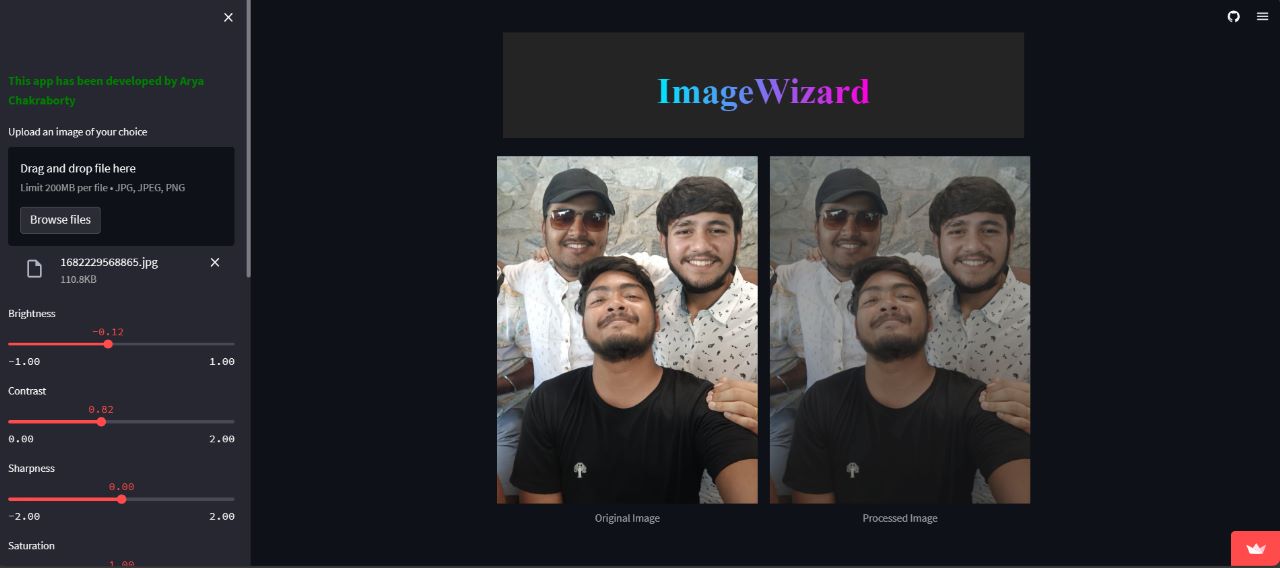 This app has been developed by Arya
Chakraborty
Upload an image of your choice
Drag and drop file here
Limit 200MB per file • JPG, JPEG, PNG
Browse files
1682229568865.jpg
110.8KB
Brightness
-0.12
-1.00 1.00
Contrast
0.82
0.00 2.00
Sharpness
0.00
-2.00 2.00
Saturation
1.00
ImageWizard
Original Image
Processed Image